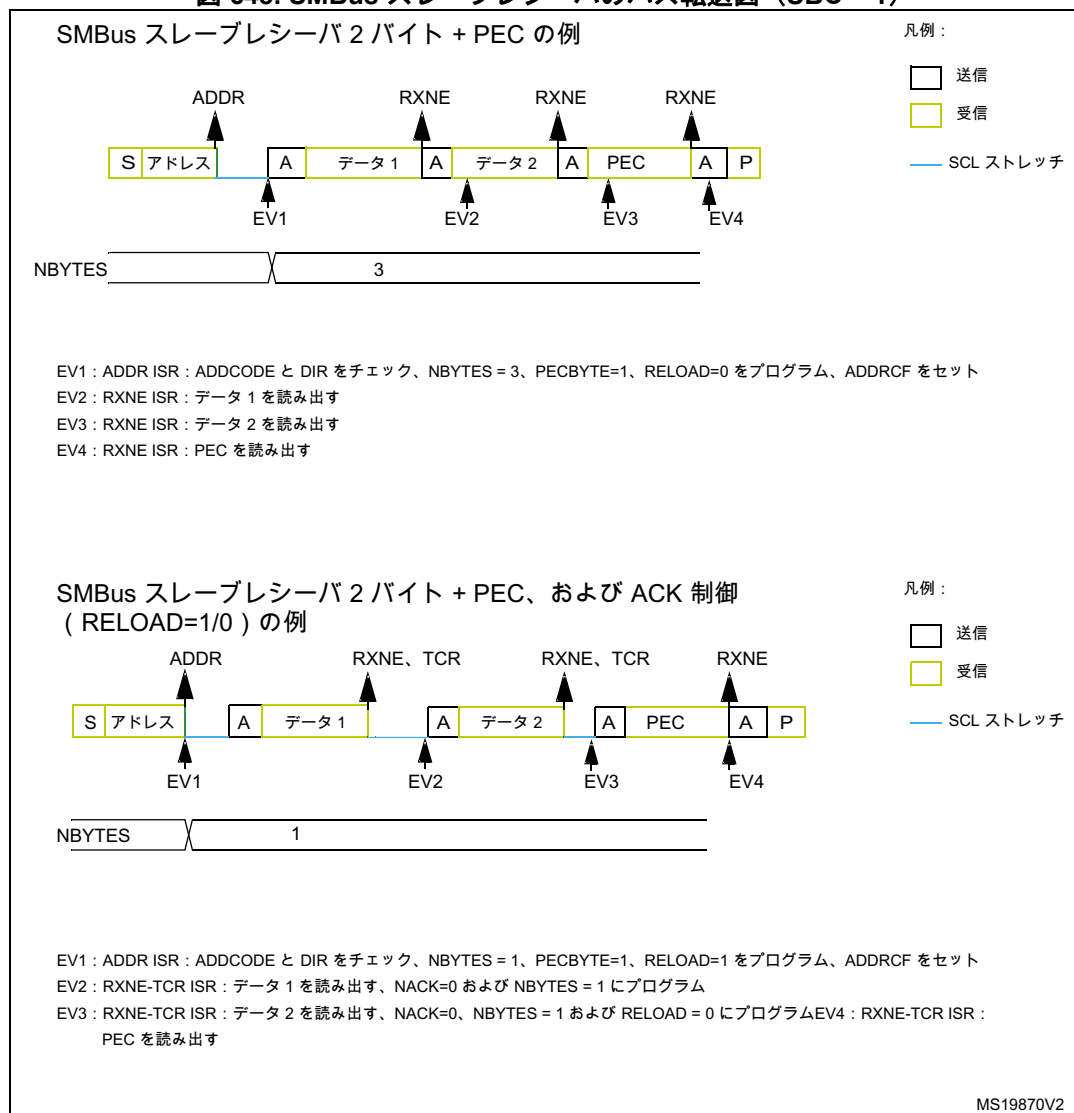 SMBus スレーブレシーバ 2 バイト + PEC の例
凡例：
送信
受信
SCL ストレッチ
ADDR RXNE RXNE RXNE
S アドレス A データ 1 A データ 2 A PEC A P
EV1 EV2 EV3 EV4
NBYTES 3
EV1：ADDR ISR：ADDCODE と DIR をチェック、NBYTES = 3、PECBYTE=1、RELOAD=0 をプログラム、ADDRCF をセット
EV2：RXNE ISR：データ 1 を読み出す
EV3：RXNE ISR：データ 2 を読み出す
EV4：RXNE ISR：PEC を読み出す
SMBus スレーブレシーバ 2 バイト + PEC、および ACK 制御
（RELOAD=1/0）の例
凡例：
送信
受信
SCL ストレッチ
ADDR RXNE、TCR RXNE、TCR RXNE
S アドレス A データ 1 A データ 2 A PEC A P
EV1 EV2 EV3 EV4
NBYTES 1
EV1：ADDR ISR：ADDCODE と DIR をチェック、NBYTES = 1、PECBYTE=1、RELOAD=1 をプログラム、ADDRCF をセット
EV2：RXNE-TCR ISR：データ 1 を読み出す、NACK=0 および NBYTES = 1 にプログラム
EV3：RXNE-TCR ISR：データ 2 を読み出す、NACK=0、NBYTES = 1 および RELOAD = 0 にプログラムEV4：RXNE-TCR ISR：
PEC を読み出す
MS19870V2